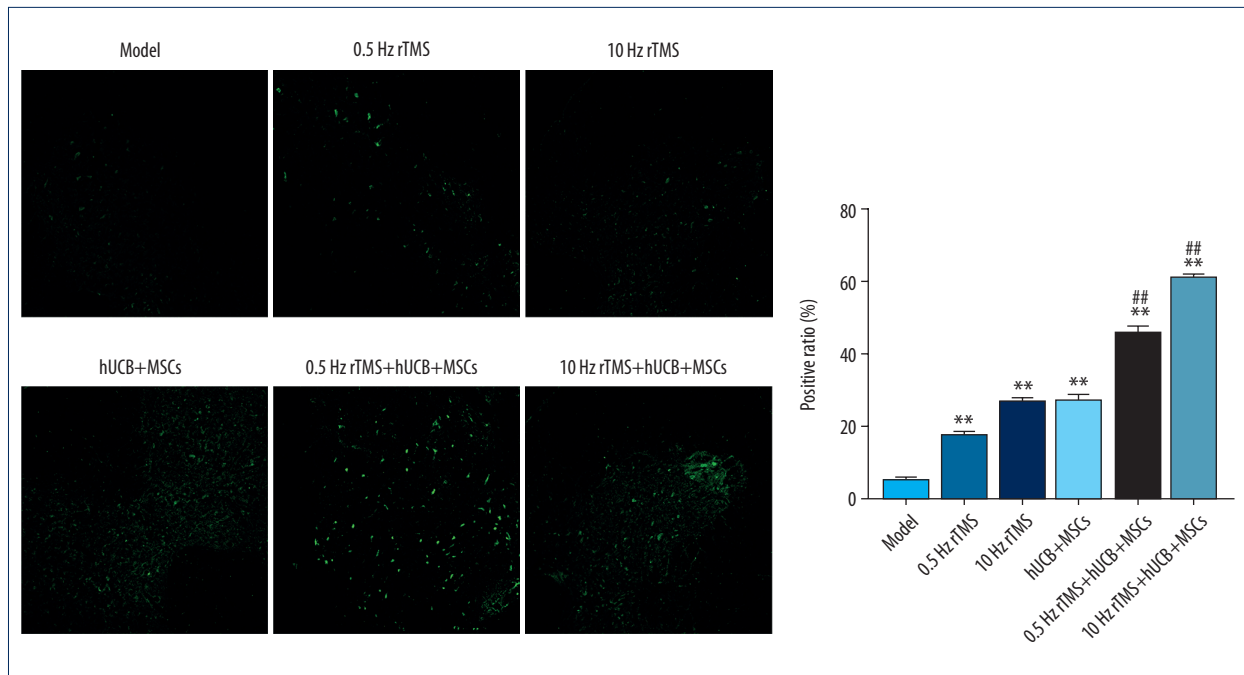 Model
0.5 Hz rTMS
10 Hz rTMS
hUCB+MSCs
0.5 Hz rTMS+hUCB+MSCs
10 Hz rTMS+hUCB+MSCs
Positive ratio (%)
80
60
40
20
0
**
**
**
##
**
##
**
Model
0.5 Hz rTMS
10 Hz rTMS
hUCB+MSCs
0.5 Hz rTMS+hUCB+MSCs
10 Hz rTMS+hUCB+MSCs